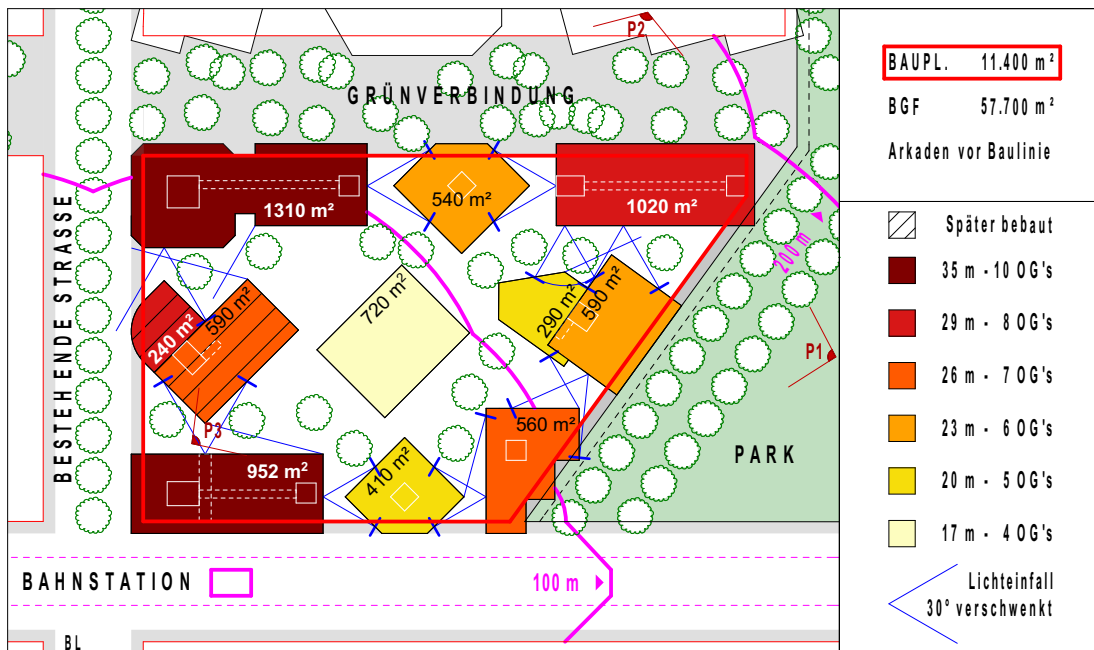 P2
GRÜNVERBINDUNG
1310 m²
540 m²
1020 m²
BESTEHENDE STRASSE
200 m
240 m²
590 m²
720 m²
290 m²
590 m²
P1
P3
560 m²
PARK
952 m²
410 m²
BAHNSTATION
100 m
BL
BAUPL. 11.400 m²
BGF 57.700 m²
Arkaden vor Baulinie
Später bebaut
35 m - 10 OG's
29 m - 8 OG's
26 m - 7 OG's
23 m - 6 OG's
20 m - 5 OG's
17 m - 4 OG's
Lichteinfall
30° verschwenkt